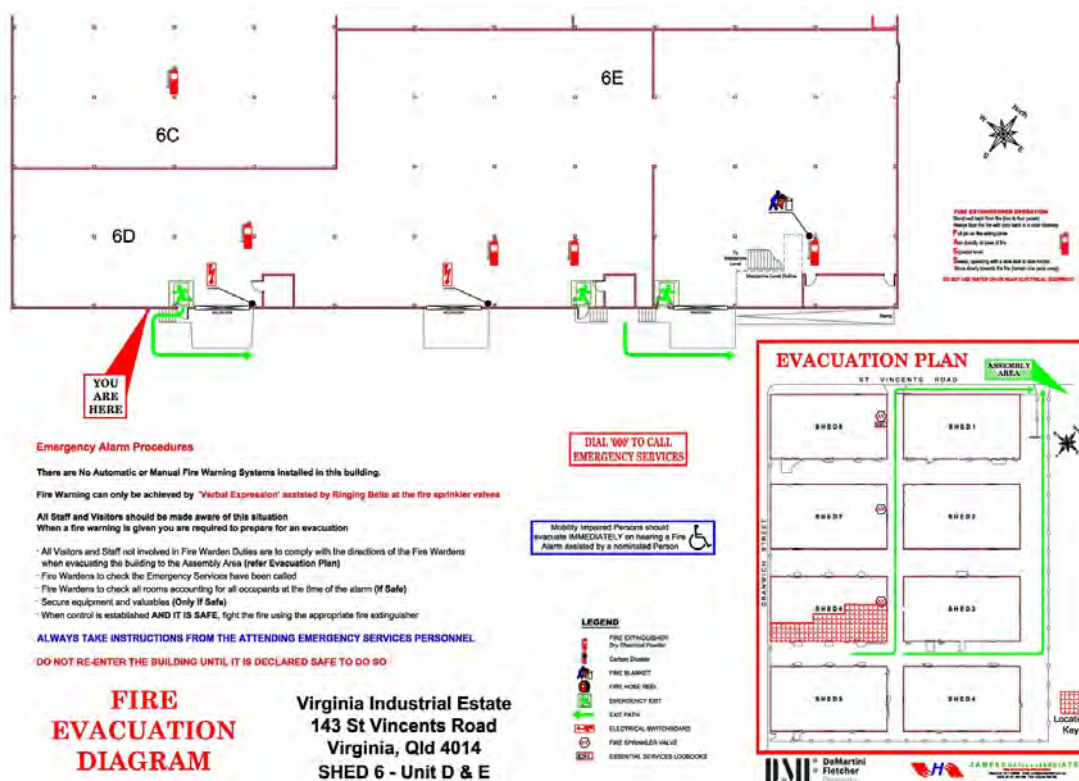 6E
6C
6D
North
W
S
E
To
Mezzanine
Level
Mezzanine Level Outline
Ramp
YOU
ARE
HERE
FIRE EXTINGUISHER OPERATION
DO NOT USE WATER ON OR NEAR ELECTRICAL EQUIPMENT
Emergency Alarm Procedures
There are No Automatic or Manual Fire Warning Systems installed in this building.
Fire Warning can only be achieved by 'Verbal Expression' assisted by Ringing Bells at the fire sprinkler valves
All Staff and Visitors should be made aware of this situation
When a fire warning is given you are required to prepare for an evacuation
· All Visitors and Staff not involved in Fire Warden Duties are to comply with the directions of the Fire Wardens
when evacuating the building to the Assembly Area (refer Evacuation Plan)
· Fire Wardens to check the Emergency Services have been called
· Fire Wardens to check all rooms accounting for all occupants at the time of the alarm (If Safe)
· Secure equipment and valuables (Only If Safe)
· When control is established AND IT IS SAFE, fight the fire using the appropriate fire extinguisher
ALWAYS TAKE INSTRUCTIONS FROM THE ATTENDING EMERGENCY SERVICES PERSONNEL
DO NOT RE-ENTER THE BUILDING UNTIL IT IS DECLARED SAFE TO DO SO
FIRE
EVACUATION
DIAGRAM
Virginia Industrial Estate
143 St Vincents Road
Virginia, Qld 4014
SHED 6 - Unit D & E
DIAL '000' TO CALL
EMERGENCY SERVICES
Mobility Impaired Persons should
evacuate IMMEDIATELY on hearing a Fire
Alarm assisted by a nominated Person
LEGEND
FIRE EXTINGUISHER
Dry Chemical Powder
Carbon Dioxide
FIRE BLANKET
FIRE HOSE REEL
EMERGENCY EXIT
EXIT PATH
ELECTRICAL SWITCHBOARD
FIRE SPRINKLER VALVE
ESSENTIAL SERVICES LOGBOOKS
EVACUATION PLAN
ASSEMBLY
AREA
ST VINCENTS ROAD
SHED 8
SHED 1
SHED 7
SHED 2
CRANWICH STREET
SHED 6
SHED 3
SHED 5
SHED 4
DeMartini
Fletcher